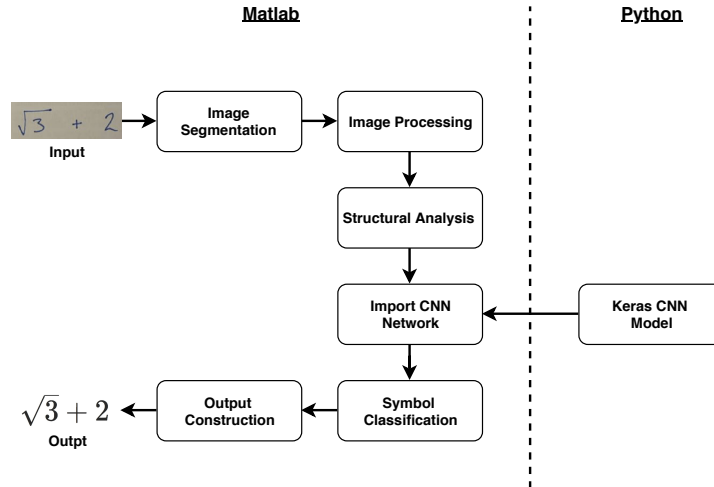 Matlab
Python
√3 + 2
Input
Image
Segmentation
Image Processing
Structural Analysis
Import CNN
Network
Keras CNN
Model
Symbol
Classification
Output
Construction
√3 + 2
Outpt